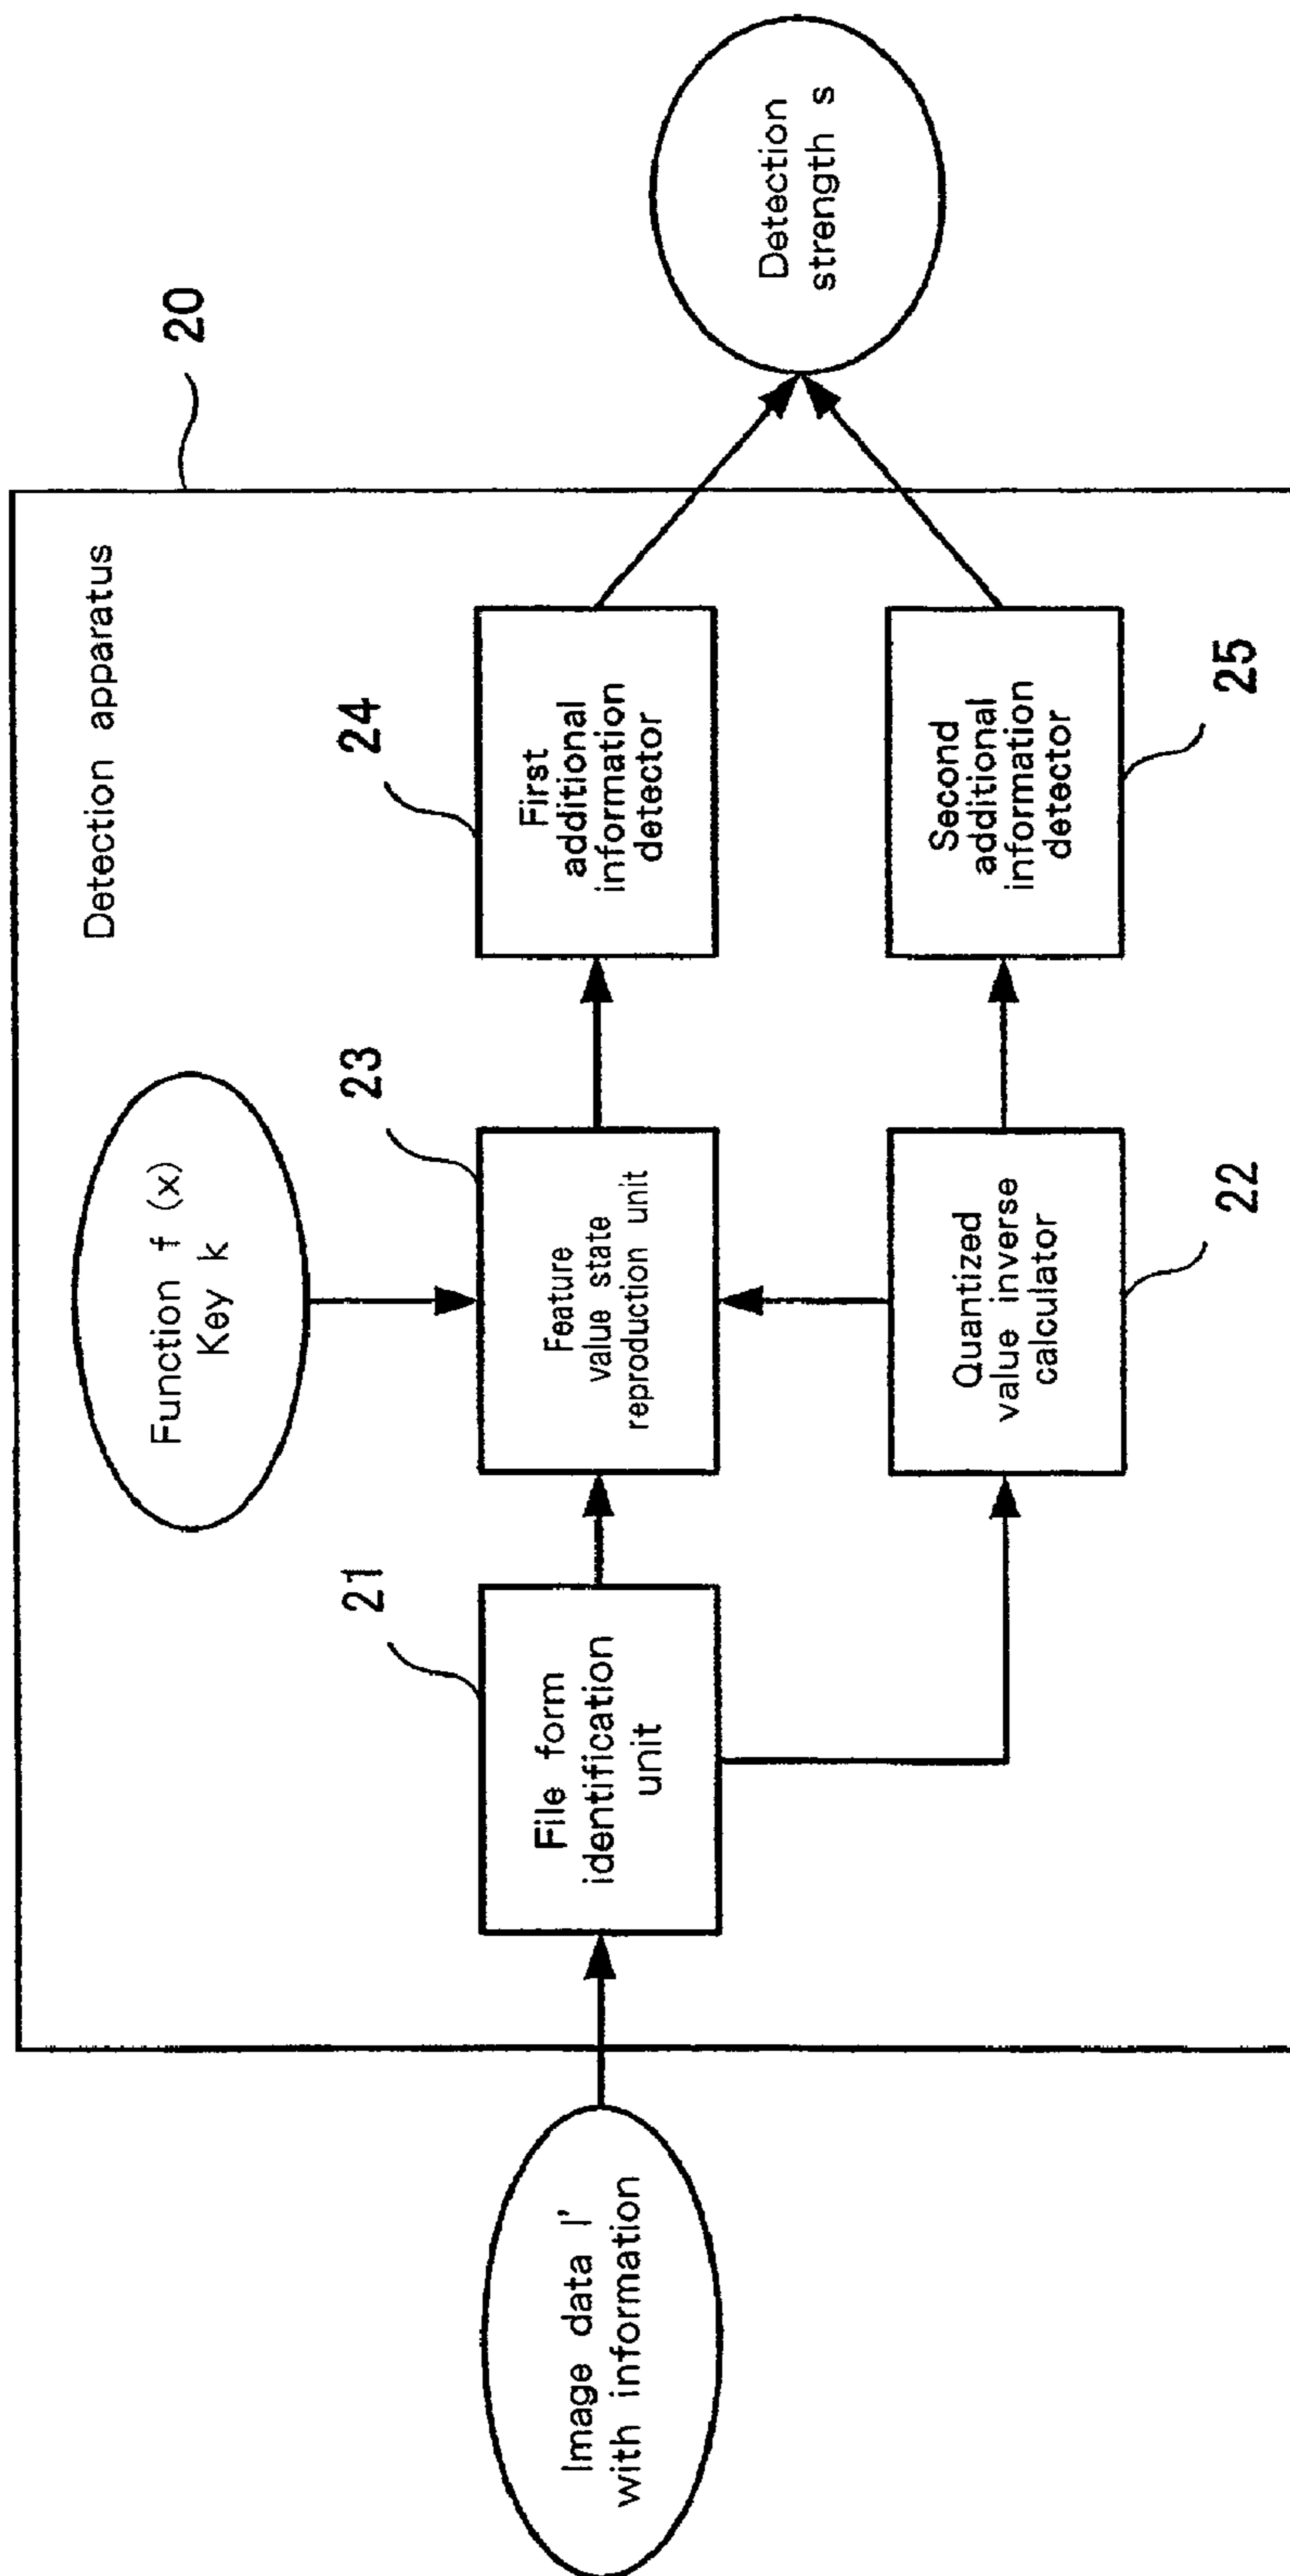 20
Detection apparatus
Function f (x)
Key k
Image data I'
with information
21
File form
identification
unit
23
Feature
value state
reproduction unit
24
First
additional
information
detector
22
Quantized
value inverse
calculator
25
Second
additional
information
detector
Detection
strength s